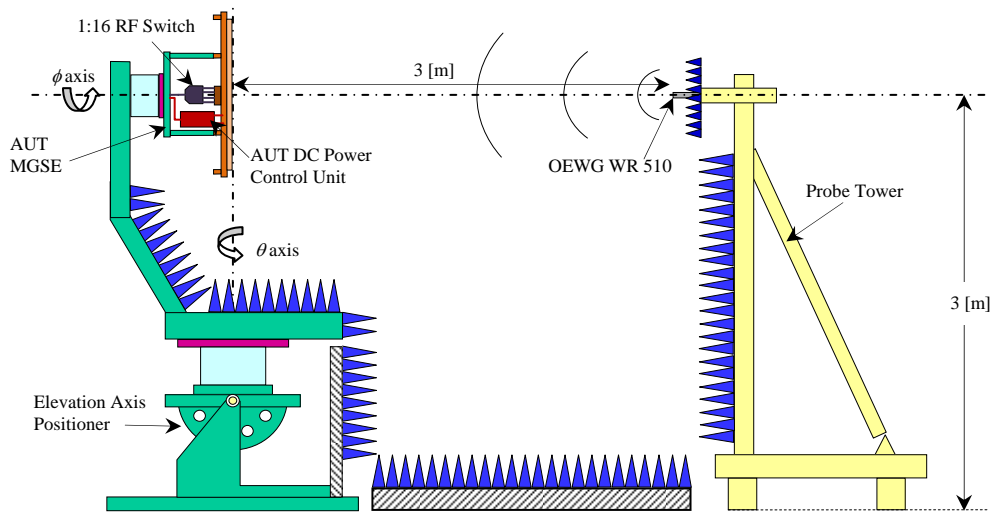 1:16 RF Switch
3 [m]
ϕ axis
AUT
MGSE
AUT DC Power
Control Unit
OEWG WR 510
Probe Tower
θ axis
3 [m]
Elevation Axis
Positioner